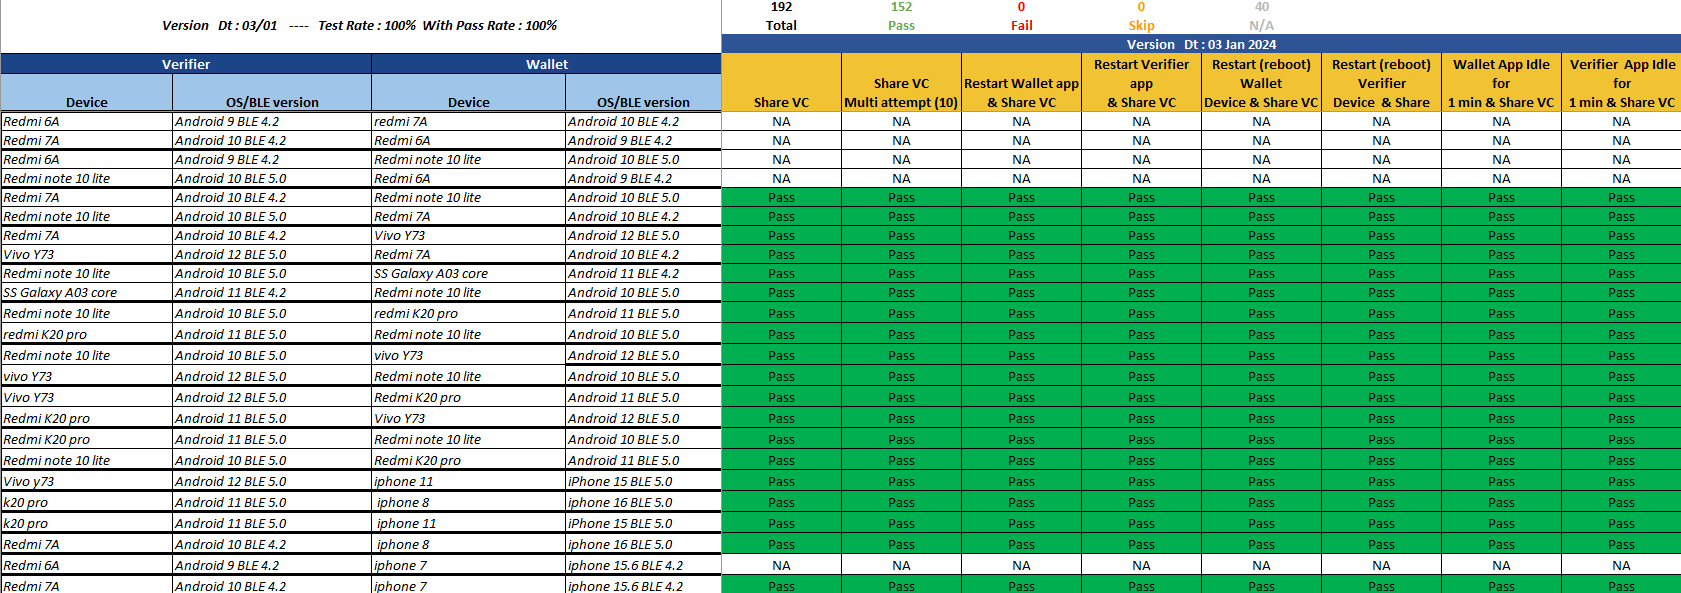 192 152 0 0 40
Version Dt : 03/01 ---- Test Rate : 100% With Pass Rate : 100% Total Pass Fail Skip N/A
Version Dt : 03 Jan 2024
Verifier Wallet
Device OS/BLE version Device OS/BLE version
Share VC
Share VC Multi attempt (10)
Restart Wallet app & Share VC
Restart Verifier app & Share VC
Restart (reboot) Wallet Device & Share VC
Restart (reboot) Verifier Device & Share
Wallet App Idle for 1 min & Share VC
Verifier App Idle for 1 min & Share VC
Redmi 6A Android 9 BLE 4.2 redmi 7A Android 10 BLE 4.2 NA NA NA NA NA NA NA NA
Redmi 7A Android 10 BLE 4.2 Redmi 6A Android 9 BLE 4.2 NA NA NA NA NA NA NA NA
Redmi 6A Android 9 BLE 4.2 Redmi note 10 lite Android 10 BLE 5.0 NA NA NA NA NA NA NA NA
Redmi note 10 lite Android 10 BLE 5.0 Redmi 6A Android 9 BLE 4.2 NA NA NA NA NA NA NA NA
Redmi 7A Android 10 BLE 4.2 Redmi note 10 lite Android 10 BLE 5.0 Pass Pass Pass Pass Pass Pass Pass Pass
Redmi note 10 lite Android 10 BLE 5.0 Redmi 7A Android 10 BLE 4.2 Pass Pass Pass Pass Pass Pass Pass Pass
Redmi 7A Android 10 BLE 4.2 Vivo Y73 Android 12 BLE 5.0 Pass Pass Pass Pass Pass Pass Pass Pass
Vivo Y73 Android 12 BLE 5.0 Redmi 7A Android 10 BLE 4.2 Pass Pass Pass Pass Pass Pass Pass Pass
Redmi note 10 lite Android 10 BLE 5.0 SS Galaxy A03 core Android 11 BLE 4.2 Pass Pass Pass Pass Pass Pass Pass Pass
SS Galaxy A03 core Android 11 BLE 4.2 Redmi note 10 lite Android 10 BLE 5.0 Pass Pass Pass Pass Pass Pass Pass Pass
Redmi note 10 lite Android 10 BLE 5.0 redmi K20 pro Android 11 BLE 5.0 Pass Pass Pass Pass Pass Pass Pass Pass
redmi K20 pro Android 11 BLE 5.0 Redmi note 10 lite Android 10 BLE 5.0 Pass Pass Pass Pass Pass Pass Pass Pass
Redmi note 10 lite Android 10 BLE 5.0 vivo Y73 Android 12 BLE 5.0 Pass Pass Pass Pass Pass Pass Pass Pass
vivo Y73 Android 12 BLE 5.0 Redmi note 10 lite Android 10 BLE 5.0 Pass Pass Pass Pass Pass Pass Pass Pass
Vivo Y73 Android 12 BLE 5.0 Redmi K20 pro Android 11 BLE 5.0 Pass Pass Pass Pass Pass Pass Pass Pass
Redmi K20 pro Android 11 BLE 5.0 Vivo Y73 Android 12 BLE 5.0 Pass Pass Pass Pass Pass Pass Pass Pass
Redmi K20 pro Android 11 BLE 5.0 Redmi note 10 lite Android 10 BLE 5.0 Pass Pass Pass Pass Pass Pass Pass Pass
Redmi note 10 lite Android 10 BLE 5.0 Redmi K20 pro Android 11 BLE 5.0 Pass Pass Pass Pass Pass Pass Pass Pass
Vivo y73 Android 12 BLE 5.0 iphone 11 iPhone 15 BLE 5.0 Pass Pass Pass Pass Pass Pass Pass Pass
k20 pro Android 11 BLE 5.0 iphone 8 iphone 16 BLE 5.0 Pass Pass Pass Pass Pass Pass Pass Pass
k20 pro Android 11 BLE 5.0 iphone 11 iPhone 15 BLE 5.0 Pass Pass Pass Pass Pass Pass Pass Pass
Redmi 7A Android 10 BLE 4.2 iphone 8 iphone 16 BLE 5.0 Pass Pass Pass Pass Pass Pass Pass Pass
Redmi 6A Android 9 BLE 4.2 iphone 7 iphone 15.6 BLE 4.2 NA NA NA NA NA NA NA NA
Redmi 7A Android 10 BLE 4.2 iphone 7 iphone 15.6 BLE 4.2 Pass Pass Pass Pass Pass Pass Pass Pass